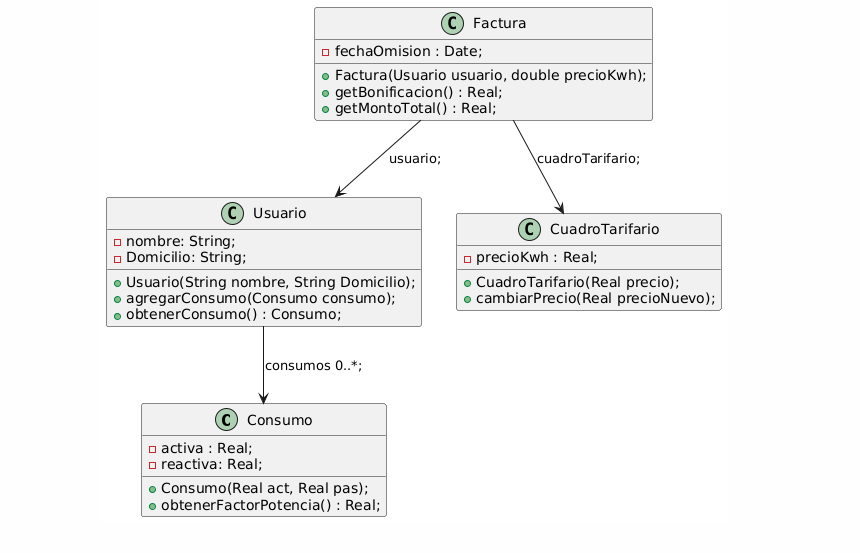 C Factura
fechaOmision : Date;
Factura(Usuario usuario, double precioKwh);
getBonificacion() : Real;
getMontoTotal() : Real;
usuario;
cuadroTarifario;
C Usuario
nombre: String;
Domicilio: String;
Usuario(String nombre, String Domicilio);
agregarConsumo(Consumo consumo);
obtenerConsumo() : Consumo;
C CuadroTarifario
precioKwh : Real;
CuadroTarifario(Real precio);
cambiarPrecio(Real precioNuevo);
consumos 0..*;
C Consumo
activa : Real;
reactiva: Real;
Consumo(Real act, Real pas);
obtenerFactorPotencia() : Real;